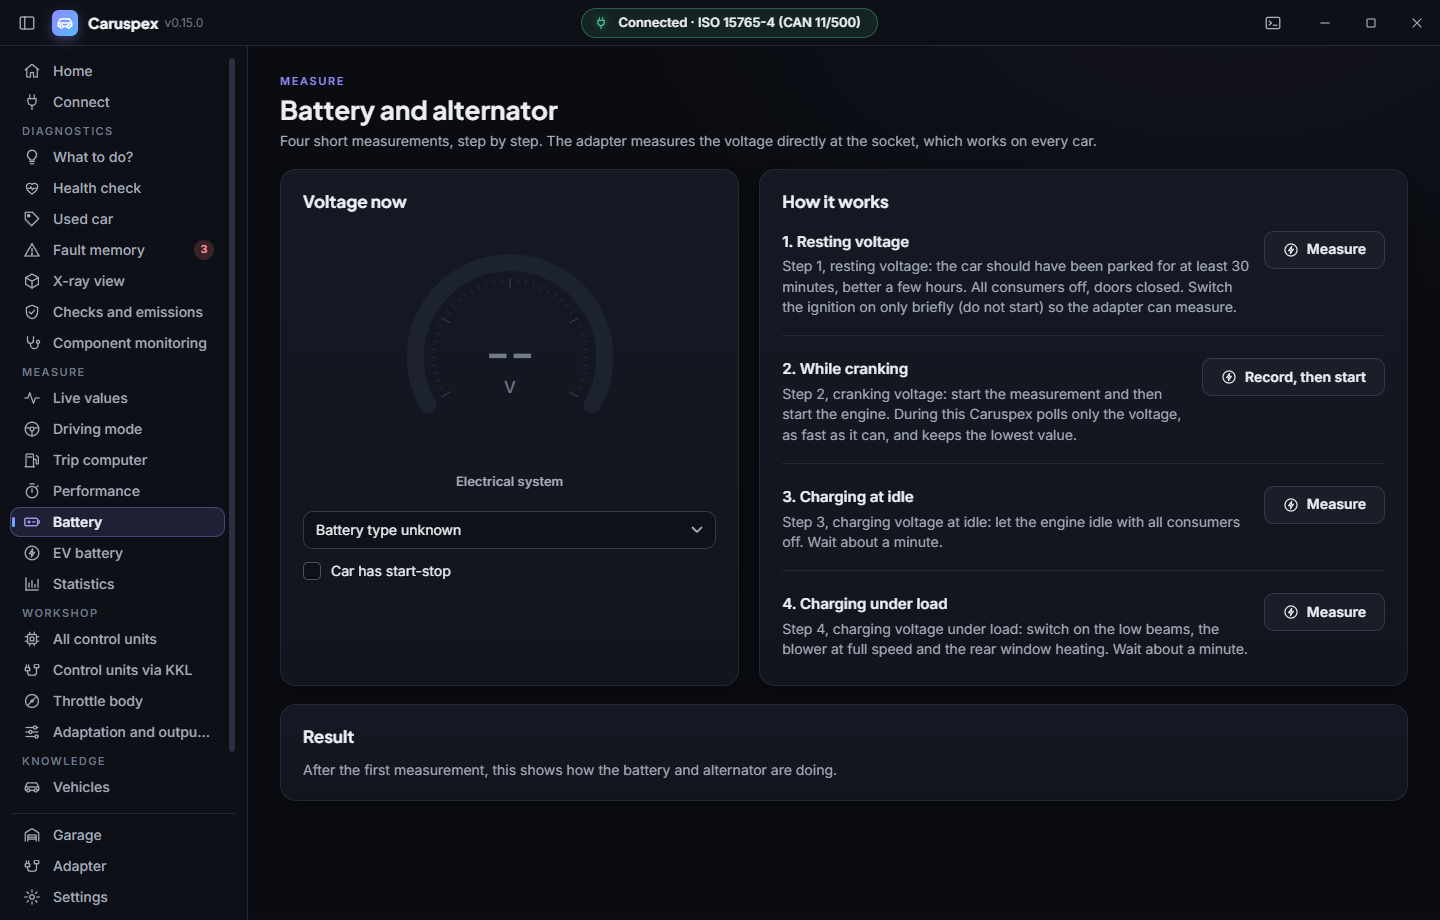 Caruspex v0.15.0
Connected · ISO 15765-4 (CAN 11/500)
Home
Connect
DIAGNOSTICS
What to do?
Health check
Used car
Fault memory 3
X-ray view
Checks and emissions
Component monitoring
MEASURE
Live values
Driving mode
Trip computer
Performance
Battery
EV battery
Statistics
WORKSHOP
All control units
Control units via KKL
Throttle body
Adaptation and outpu...
KNOWLEDGE
Vehicles
Garage
Adapter
Settings
MEASURE
Battery and alternator
Four short measurements, step by step. The adapter measures the voltage directly at the socket, which works on every car.
Voltage now
– –
V
Electrical system
Battery type unknown
Car has start-stop
How it works
1. Resting voltage
Measure
Step 1, resting voltage: the car should have been parked for at least 30
minutes, better a few hours. All consumers off, doors closed. Switch
the ignition on only briefly (do not start) so the adapter can measure.
2. While cranking
Record, then start
Step 2, cranking voltage: start the measurement and then
start the engine. During this Caruspex polls only the voltage,
as fast as it can, and keeps the lowest value.
3. Charging at idle
Measure
Step 3, charging voltage at idle: let the engine idle with all consumers
off. Wait about a minute.
4. Charging under load
Measure
Step 4, charging voltage under load: switch on the low beams, the
blower at full speed and the rear window heating. Wait about a minute.
Result
After the first measurement, this shows how the battery and alternator are doing.